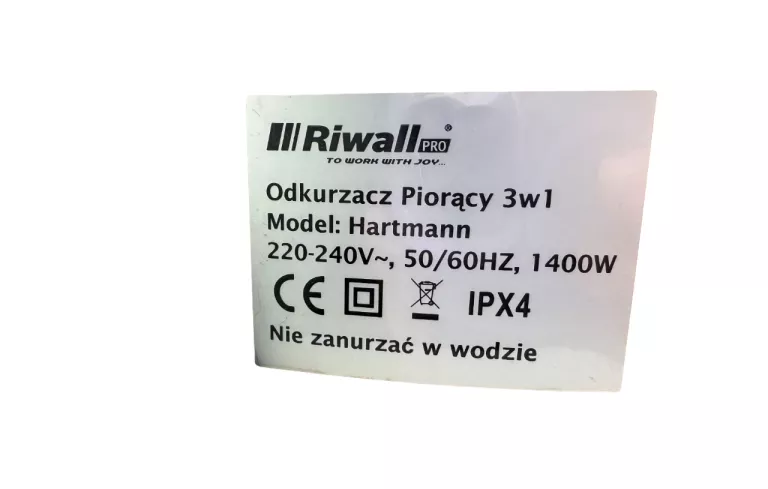 Riwall PRO®
TO WORK WITH JOY...
Odkurzacz Piorący 3w1
Model: Hartmann
220-240V~, 50/60HZ, 1400W
CE IPX4
Nie zanurzać w wodzie